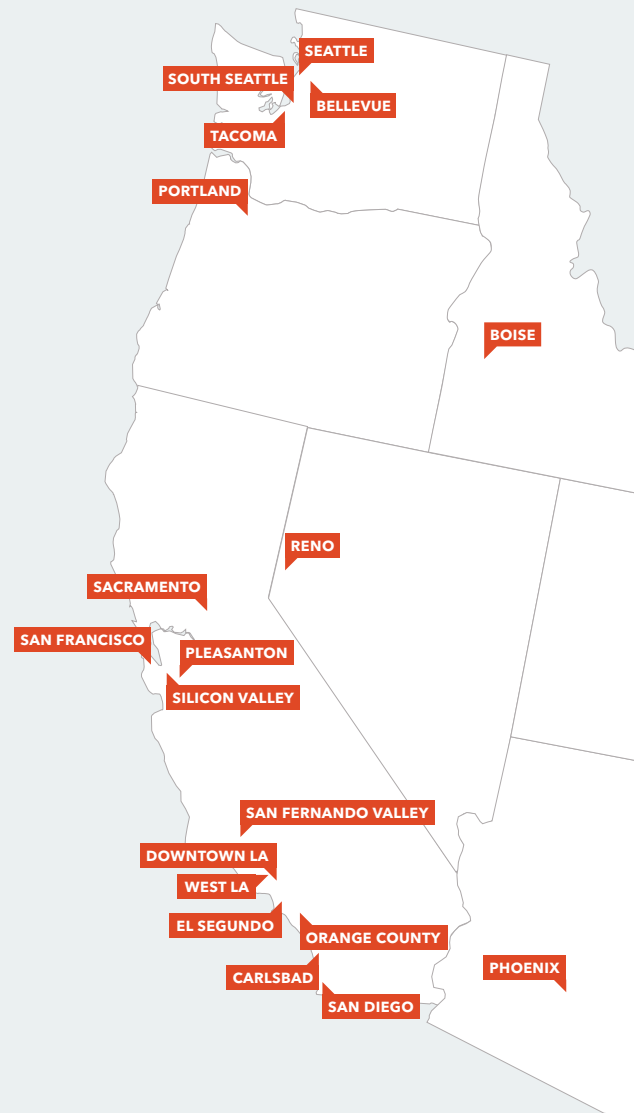 SEATTLE
SOUTH SEATTLE
BELLEVUE
TACOMA
PORTLAND
BOISE
RENO
SACRAMENTO
SAN FRANCISCO
PLEASANTON
SILICON VALLEY
SAN FERNANDO VALLEY
DOWNTOWN LA
WEST LA
EL SEGUNDO
ORANGE COUNTY
PHOENIX
CARLSBAD
SAN DIEGO